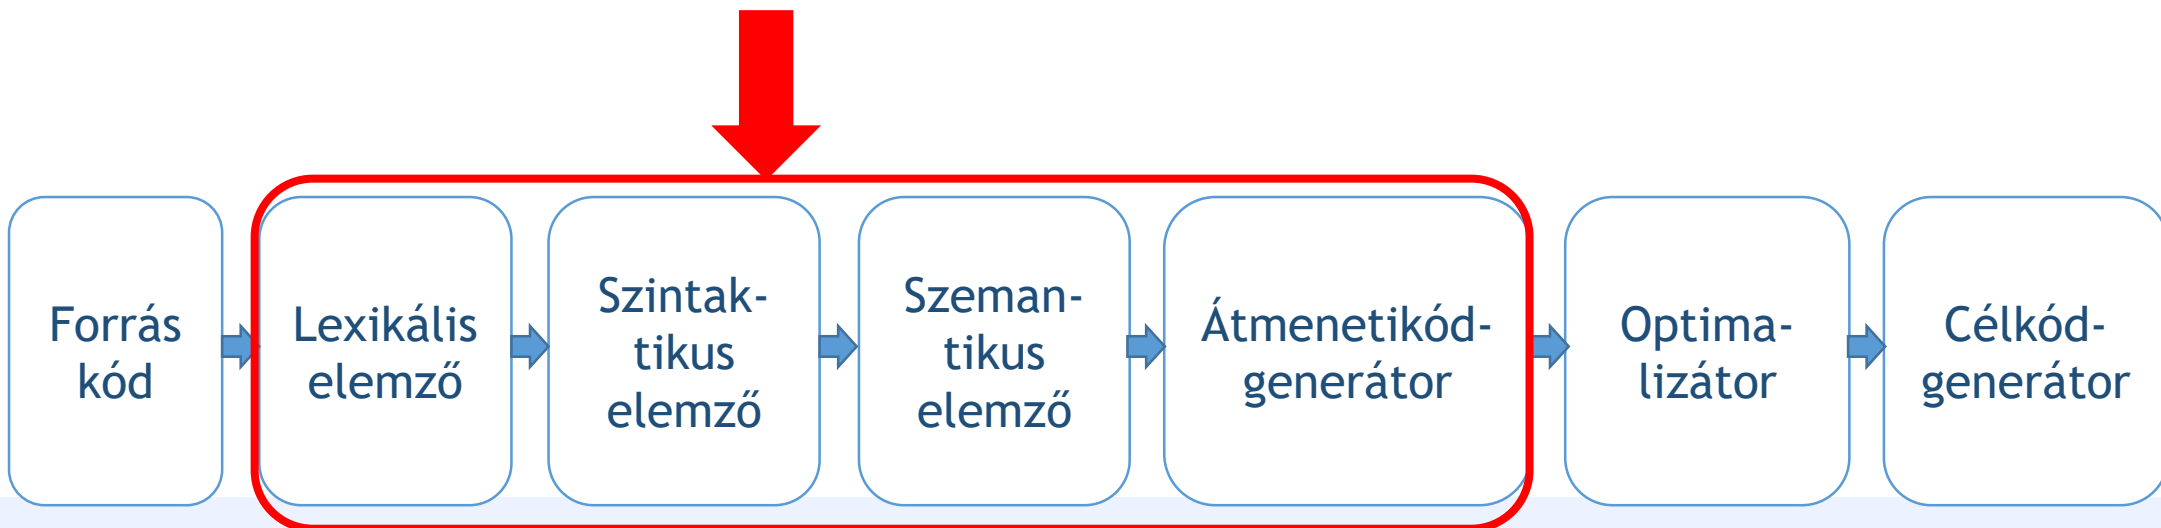 Forrás
kód
Lexikális
elemző
Szintak-
tikus
elemző
Szeman-
tikus
elemző
Átmenetikód-
generátor
Optima-
lizátor
Célkód-
generátor